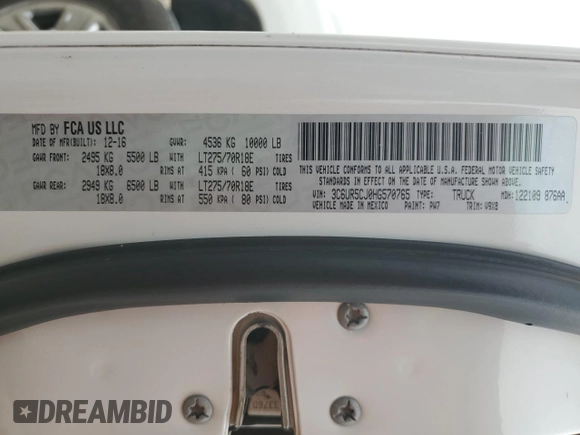 MFD BY FCA US LLC
DATE OF MFR(BUILT): 12-16 GVWR: 4536 KG 10000 LB
GAWR FRONT: 2495 KG 5500 LB WITH LT275/70R18E TIRES
18X8.0 RIMS AT 415 KPA ( 60 PSI) COLD
GAWR REAR: 2949 KG 6500 LB WITH LT275/70R18E TIRES
18X8.0 RIMS AT 550 KPA ( 80 PSI) COLD
THIS VEHICLE CONFORMS TO ALL APPLICABLE U.S.A. FEDERAL MOTOR VEHICLE SAFETY
STANDARDS IN EFFECT ON THE DATE OF MANUFACTURE SHOWN ABOVE.
VIN: 3C6UR5CJ0HG570765 TYPE: TRUCK MDH: 122109 876AA
VEHICLE MADE IN MEXICO PAINT: PW7 TRIM: V9X8
DREAMBID